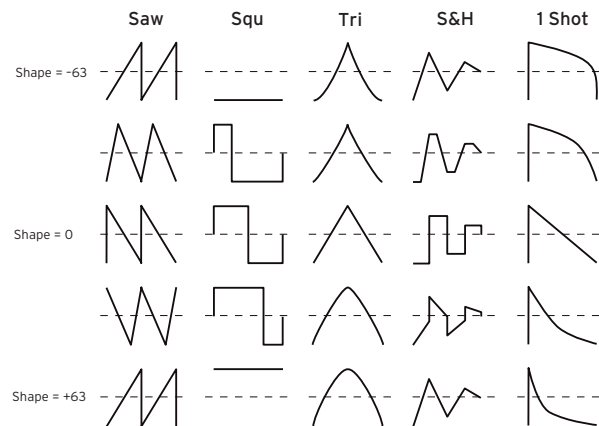 Saw Squ Tri S&H 1 Shot
Shape = -63
Shape = 0
Shape = +63